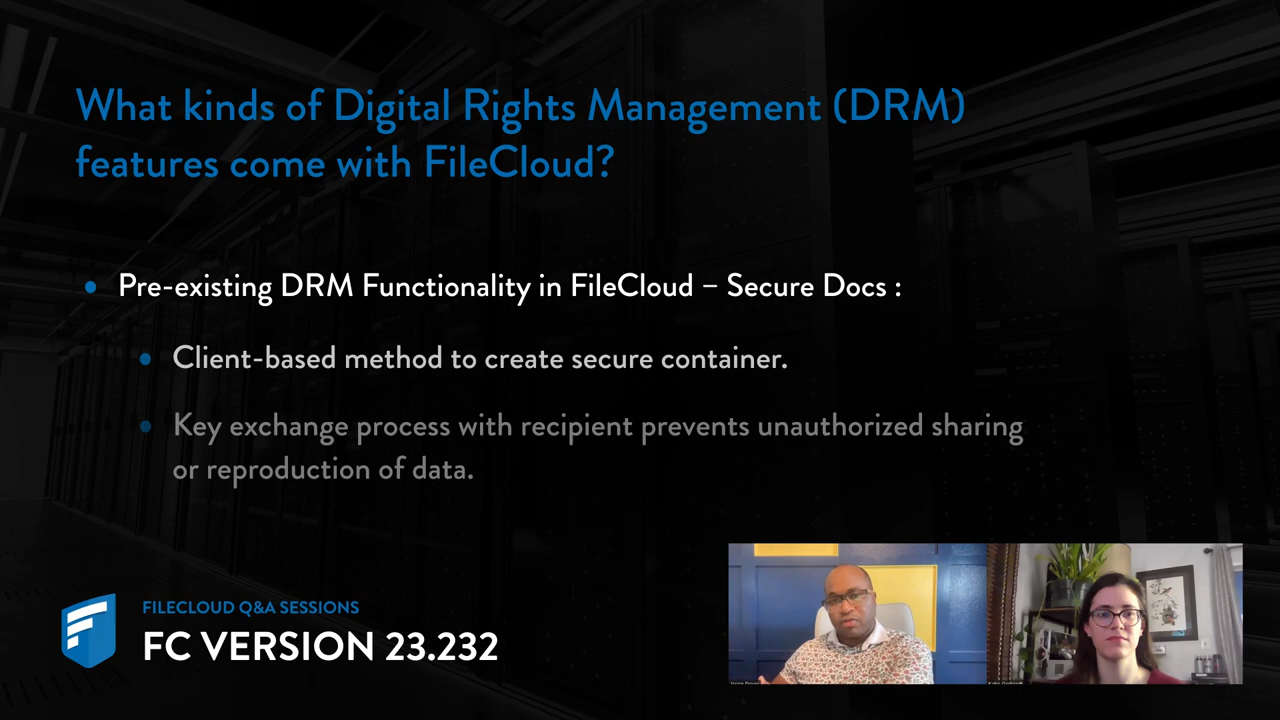 What kinds of Digital Rights Management (DRM)
features come with FileCloud?
Pre-existing DRM Functionality in FileCloud – Secure Docs :
Client-based method to create secure container.
Key exchange process with recipient prevents unauthorized sharing
or reproduction of data.
FILECLOUD Q&A SESSIONS
FC VERSION 23.232